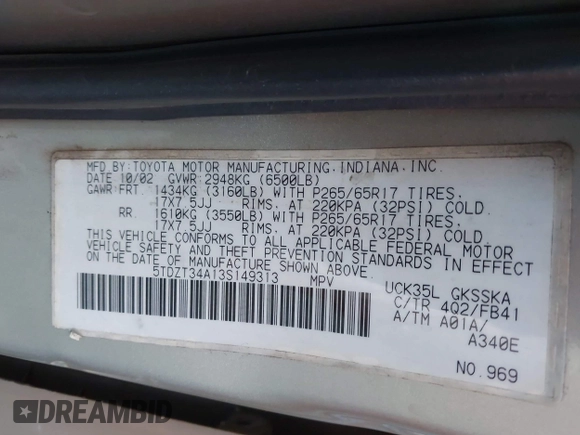 MFD.BY:TOYOTA MOTOR MANUFACTURING.INDIANA.INC.
DATE 10/02 GVWR 2948KG (6500LB)
GAWR FRT. 1434KG (3160LB) WITH P265/65R17 TIRES.
17X7.5JJ RIMS. AT 220KPA (32PSI) COLD.
RR. 1610KG (3550LB) WITH P265/65R17 TIRES.
17X7.5JJ RIMS. AT 220KPA (32PSI) COLD.
THIS VEHICLE CONFORMS TO ALL APPLICABLE FEDERAL MOTOR
VEHICLE SAFETY AND THEFT PREVENTION STANDARDS IN EFFECT
ON THE DATE OF MANUFACTURE SHOWN ABOVE.
5TDZT34A13S149313 MPV
UCK35L GKSSKA
C/TR 4Q2/FB41
A/TM A01A/
A340E
NO.969
DREAMBID